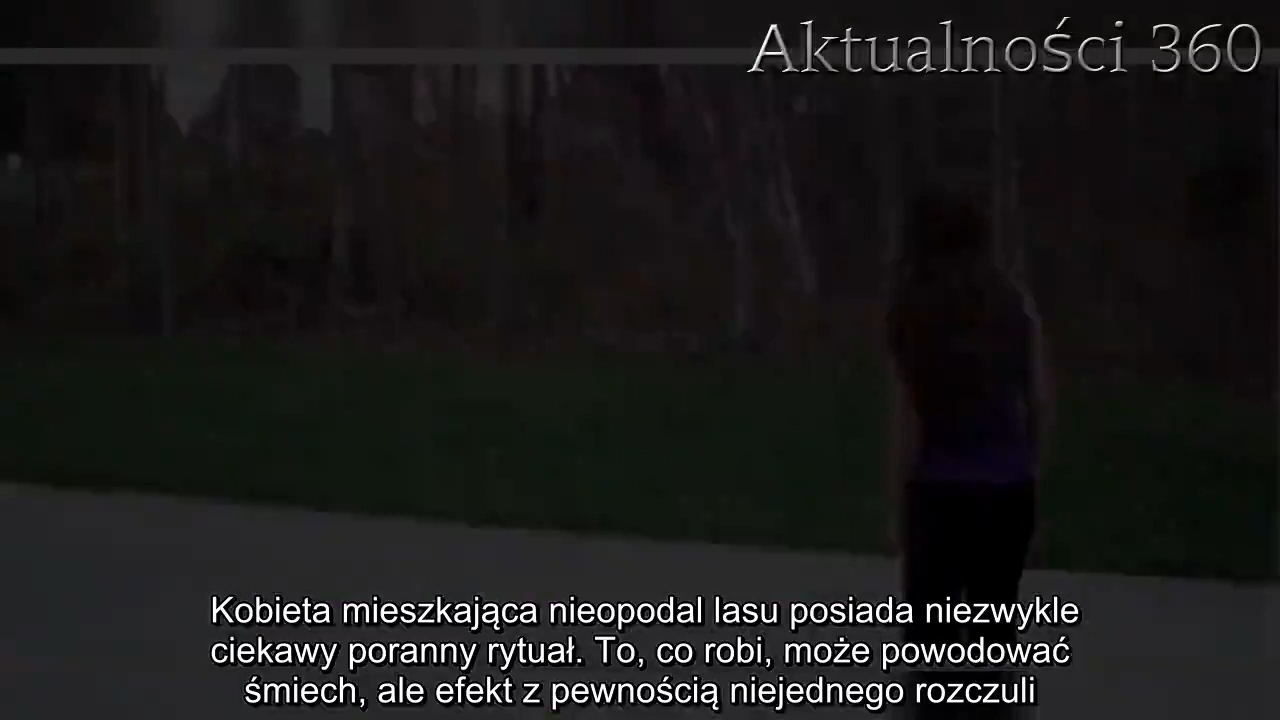 Aktualności 360
Kobieta mieszkająca nieopodal lasu posiada niezwykle
ciekawy poranny rytuał. To, co robi, może powodować
śmiech, ale efekt z pewnością niejednego rozczuli